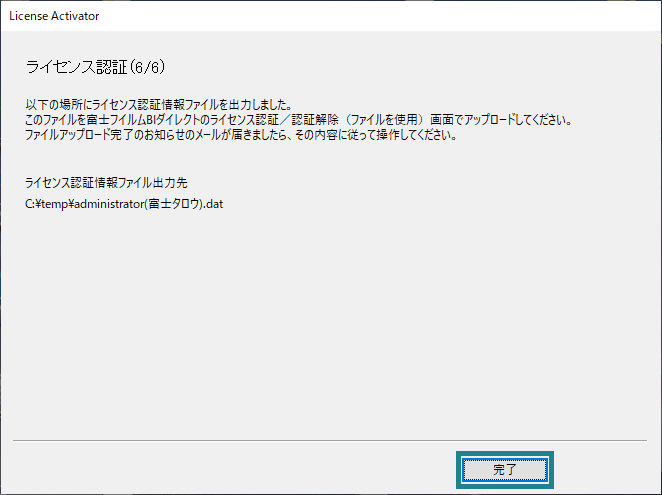 License Activator
ライセンス認証(6/6)
以下の場所にライセンス認証情報ファイルを出力しました。
このファイルを富士フイルムBIダイレクトのライセンス認証／認証解除（ファイルを使用）画面でアップロードしてください。
ファイルアップロード完了のお知らせのメールが届きましたら、その内容に従って操作してください。
ライセンス認証情報ファイル出力先
C:¥temp¥administrator(富士タロウ).dat
完了